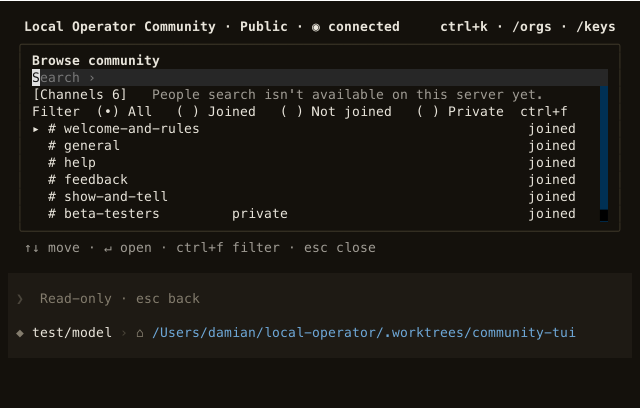 Local Operator Community · Public · ◉ connected     ctrl+k · /orgs · /keys
Browse community
Search ›
[Channels 6]   People search isn't available on this server yet.
Filter  (•) All   ( ) Joined   ( ) Not joined   ( ) Private  ctrl+f
▸ # welcome-and-rules                                         joined
# general                                                   joined
# help                                                      joined
# feedback                                                  joined
# show-and-tell                                             joined
# beta-testers         private                              joined
↑↓ move · ↵ open · ctrl+f filter · esc close
❯  Read-only · esc back
◆ test/model › ⌂ /Users/damian/local-operator/.worktrees/community-tui